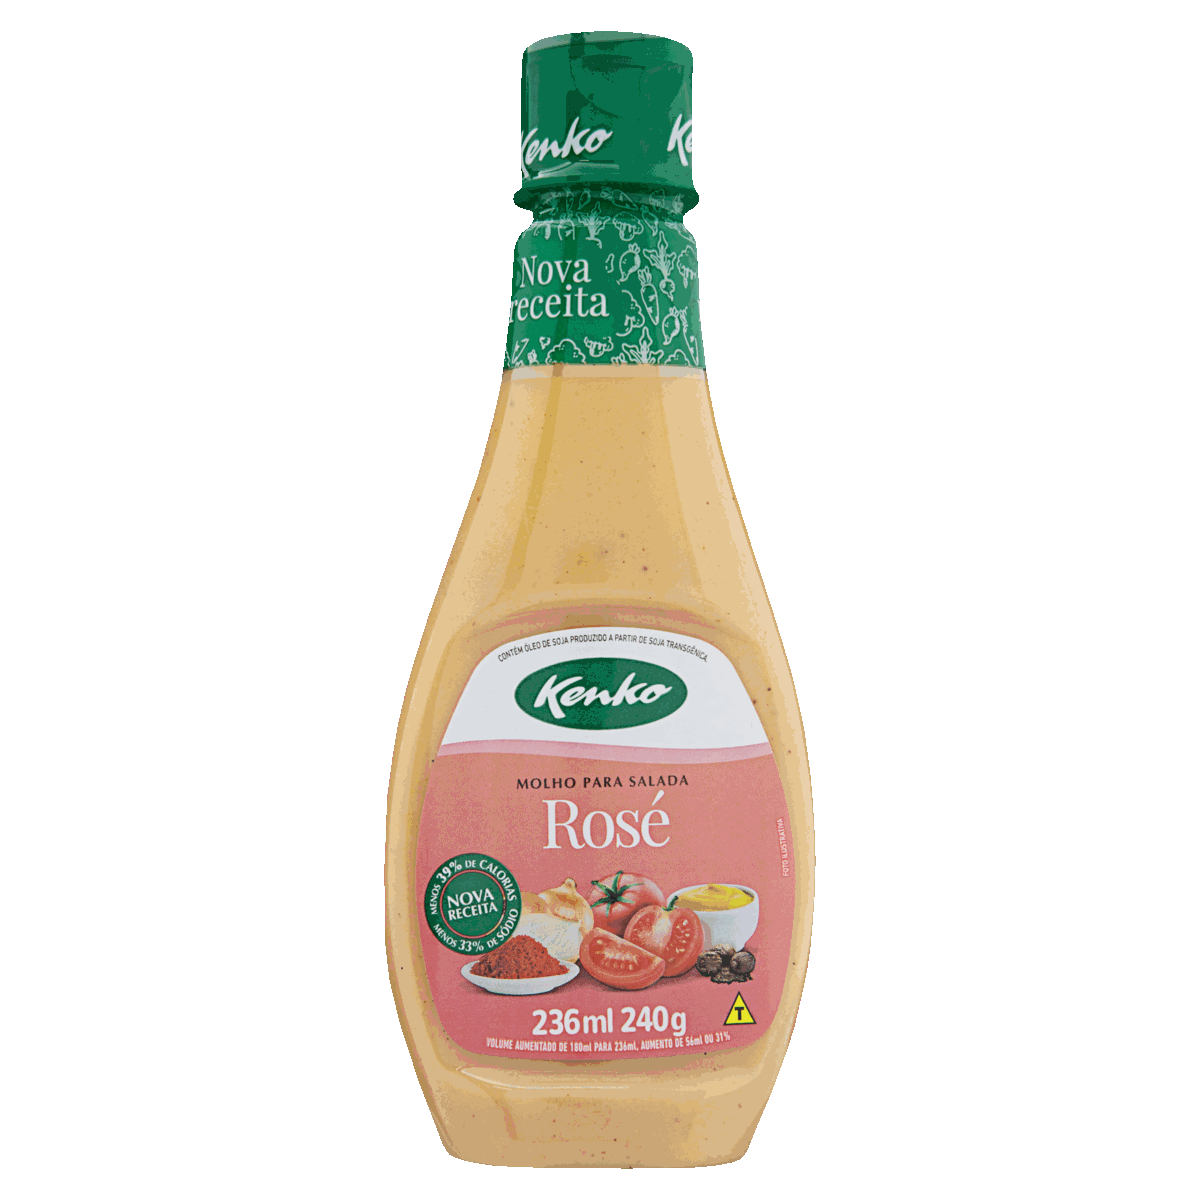 Kenko
Nova
receita
CONTÉM ÓLEO DE SOJA PRODUZIDO A PARTIR DE SOJA TRANSGÊNICA.
Kenko
MOLHO PARA SALADA
Rosé
MENOS 39% DE CALORIAS
NOVA
RECEITA
MENOS 33% DE SÓDIO
FOTO ILUSTRATIVA
236ml 240g
T
VOLUME AUMENTADO DE 180ml PARA 236ml, AUMENTO DE 56ml OU 31%